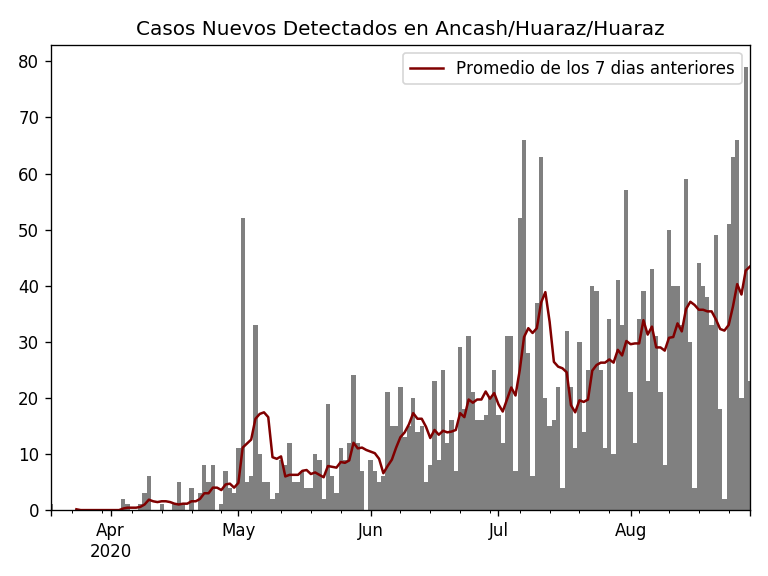 Casos Nuevos Detectados en Ancash/Huaraz/Huaraz
Promedio de los 7 dias anteriores
80
70
60
50
40
30
20
10
0
Apr
2020
May
Jun
Jul
Aug